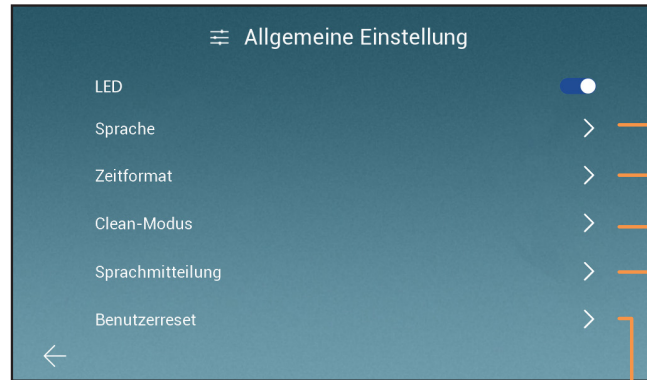 Allgemeine Einstellung
LED
Sprache
Zeitformat
Clean-Modus
Sprachmitteilung
Benutzerreset